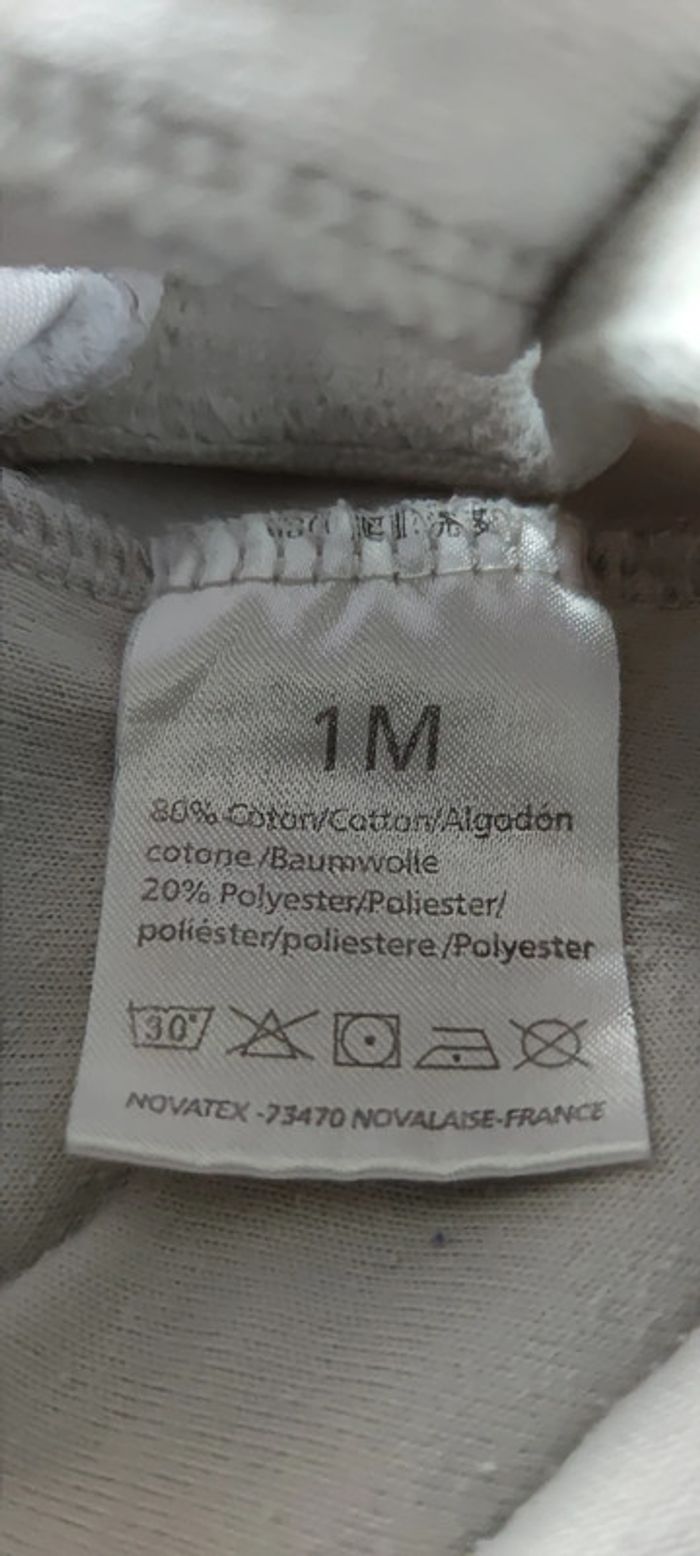 1M
80% Coton/Cotton/Algodón
cotone/Baumwolle
20% Polyester/Poliester/
poliéster/poliestere/Polyester
30°
NOVATEX -73470 NOVALAISE-FRANCE